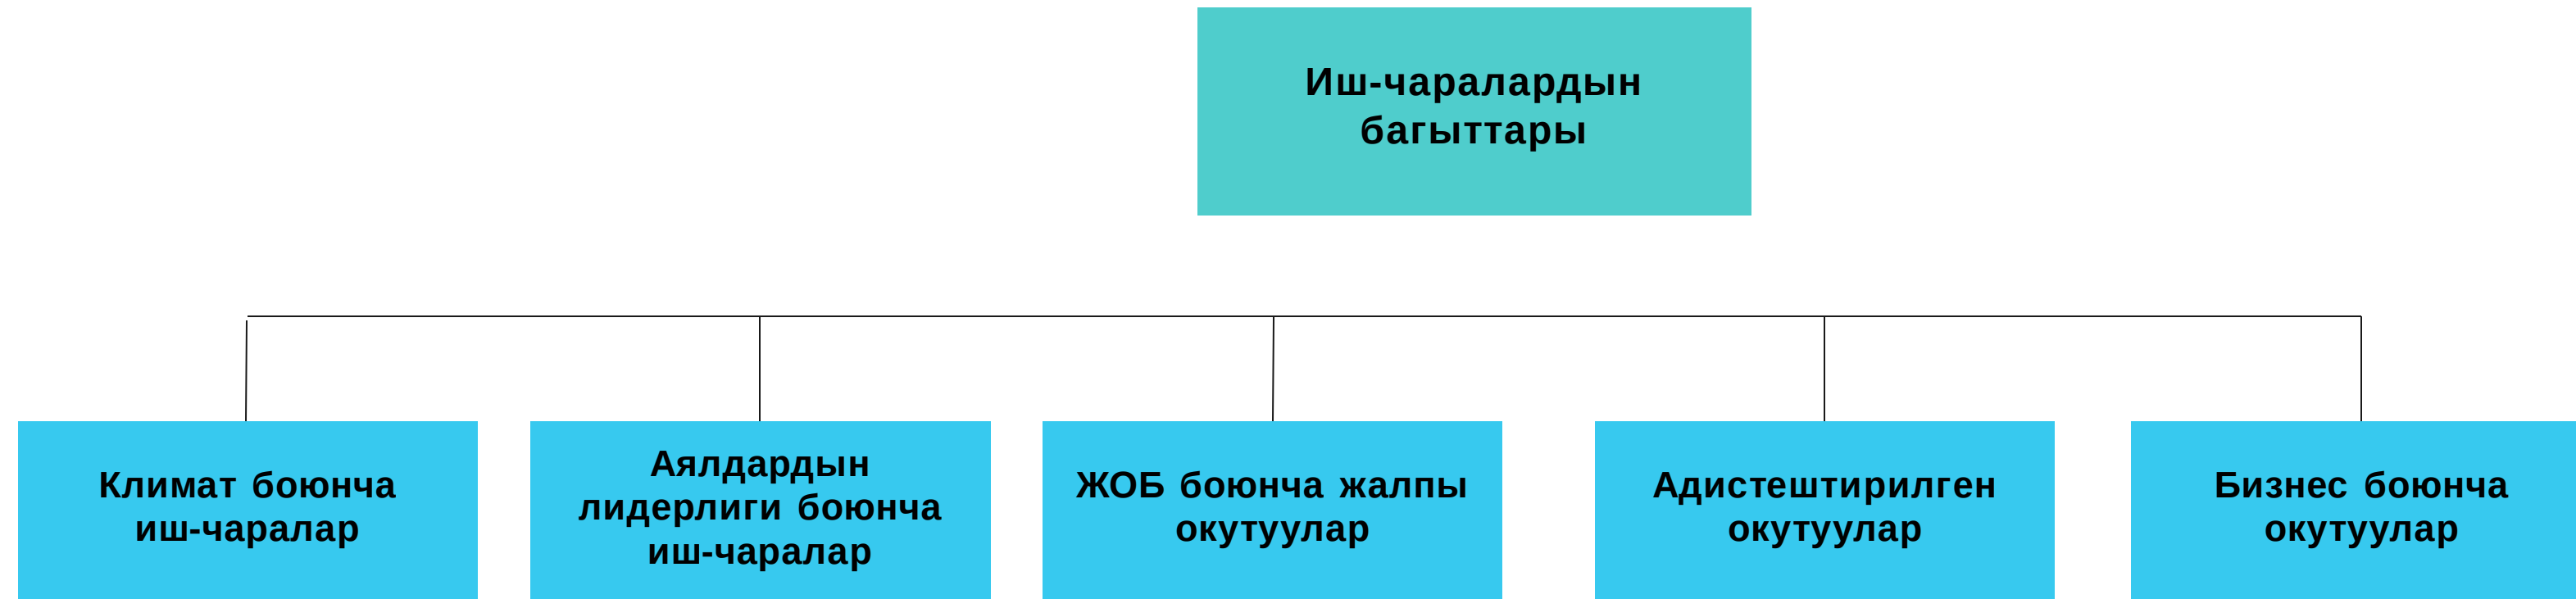 Иш-чаралардын
багыттары
Климат боюнча
иш-чаралар
Аялдардын
лидерлиги боюнча
иш-чаралар
ЖОБ боюнча жалпы
окутуулар
Адистештирилген
окутуулар
Бизнес боюнча
окутуулар